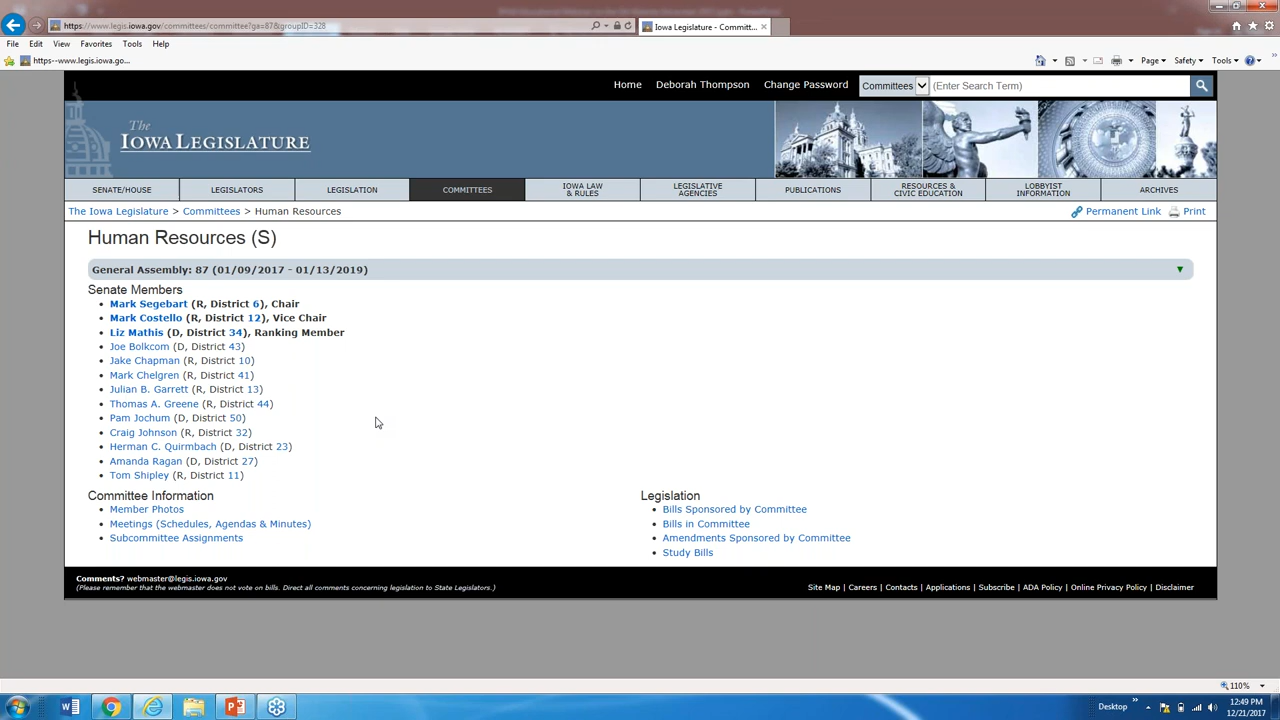 https://www.legis.iowa.gov/committees/committee?ga=87&groupID=328
Iowa Legislature - Committ...
File Edit View Favorites Tools Help
https--www.legis.iowa.go...
Page Safety Tools
Home Deborah Thompson Change Password Committees (Enter Search Term)
The
IOWA LEGISLATURE
SENATE/HOUSE LEGISLATORS LEGISLATION COMMITTEES IOWA LAW & RULES LEGISLATIVE AGENCIES PUBLICATIONS RESOURCES & CIVIC EDUCATION LOBBYIST INFORMATION ARCHIVES
The Iowa Legislature > Committees > Human Resources Permanent Link Print
Human Resources (S)
General Assembly: 87 (01/09/2017 - 01/13/2019)
Senate Members
• Mark Segebart (R, District 6), Chair
• Mark Costello (R, District 12), Vice Chair
• Liz Mathis (D, District 34), Ranking Member
• Joe Bolkcom (D, District 43)
• Jake Chapman (R, District 10)
• Mark Chelgren (R, District 41)
• Julian B. Garrett (R, District 13)
• Thomas A. Greene (R, District 44)
• Pam Jochum (D, District 50)
• Craig Johnson (R, District 32)
• Herman C. Quirmbach (D, District 23)
• Amanda Ragan (D, District 27)
• Tom Shipley (R, District 11)
Committee Information
• Member Photos
• Meetings (Schedules, Agendas & Minutes)
• Subcommittee Assignments
Legislation
• Bills Sponsored by Committee
• Bills in Committee
• Amendments Sponsored by Committee
• Study Bills
Comments? webmaster@legis.iowa.gov
(Please remember that the webmaster does not vote on bills. Direct all comments concerning legislation to State Legislators.)
Site Map | Careers | Contacts | Applications | Subscribe | ADA Policy | Online Privacy Policy | Disclaimer
110%
Desktop
12:49 PM
12/21/2017